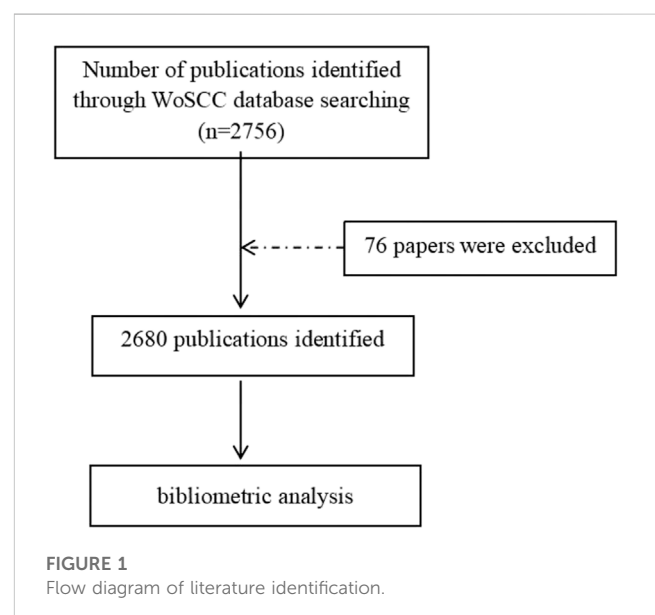 Number of publications identified
through WoSCC database searching
(n=2756)
76 papers were excluded
2680 publications identified
bibliometric analysis
FIGURE 1
Flow diagram of literature identification.